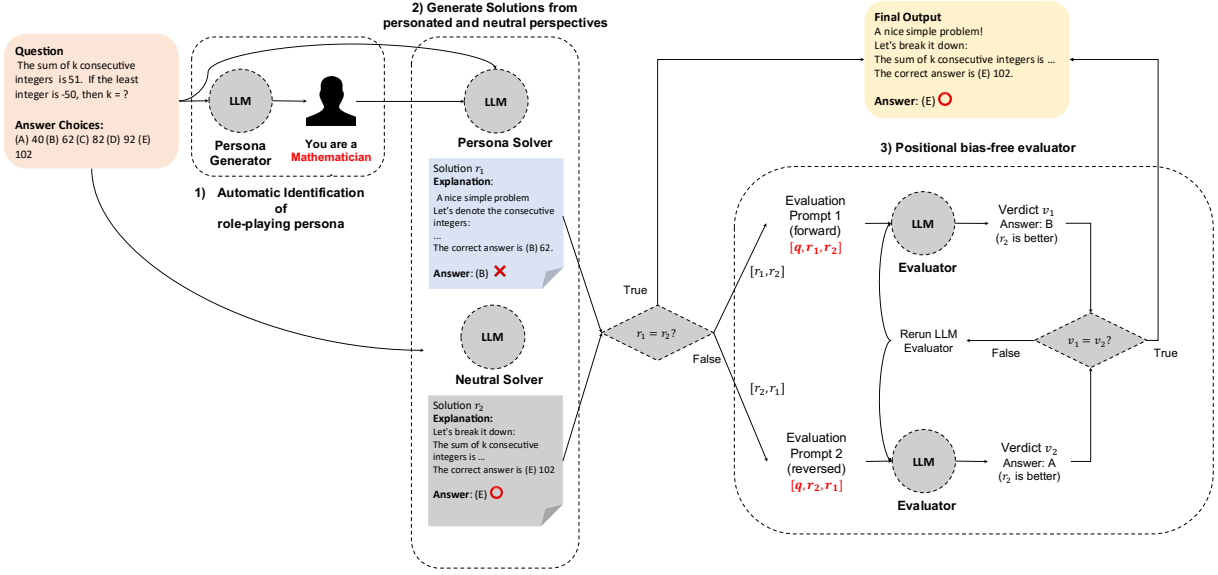 Question
The sum of k consecutive
integers is 51. If the least
integer is -50, then k = ?
Answer Choices:
(A) 40 (B) 62 (C) 82 (D) 92 (E)
102
LLM
Persona
Generator
You are a
Mathematician
1) Automatic Identification
of
role-playing persona
2) Generate Solutions from
personated and neutral perspectives
LLM
Persona Solver
Solution r₁
Explanation:
A nice simple problem
Let's denote the consecutive
integers:
...
The correct answer is (B) 62.
Answer: (B)
LLM
Neutral Solver
Solution r₂
Explanation:
Let's break it down:
The sum of k consecutive
integers is ...
The correct answer is (E) 102
Answer: (E)
r₁ = r₂?
True
False
Final Output
A nice simple problem!
Let's break it down:
The sum of k consecutive integers is ...
The correct answer is (E) 102.
Answer: (E)
3) Positional bias-free evaluator
[r₁, r₂]
Evaluation
Prompt 1
(forward)
[q, r₁, r₂]
LLM
Evaluator
Verdict v₁
Answer: B
(r₂ is better)
Rerun LLM
Evaluator
False
v₁ = v₂?
True
[r₂, r₁]
Evaluation
Prompt 2
(reversed)
[q, r₂, r₁]
LLM
Evaluator
Verdict v₂
Answer: A
(r₂ is better)